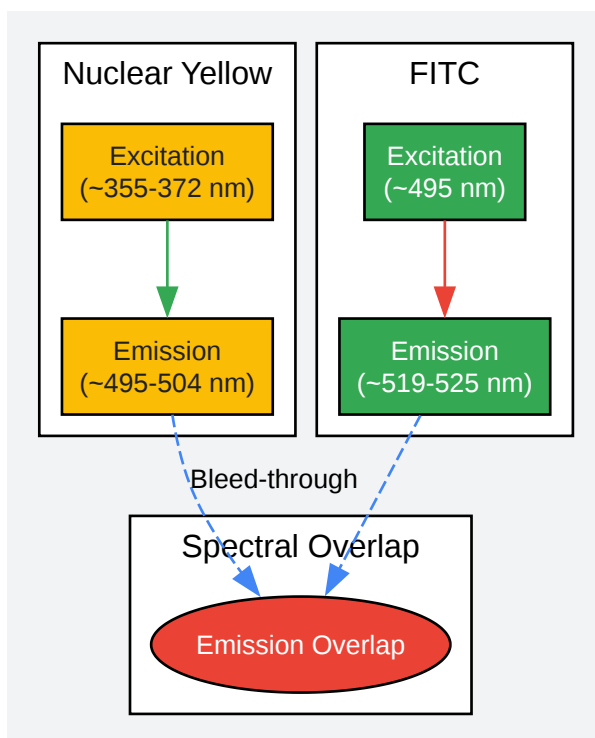 Nuclear Yellow
Excitation
(~355-372 nm)
Emission
(~495-504 nm)
FITC
Excitation
(~495 nm)
Emission
(~519-525 nm)
Bleed-through
Spectral Overlap
Emission Overlap